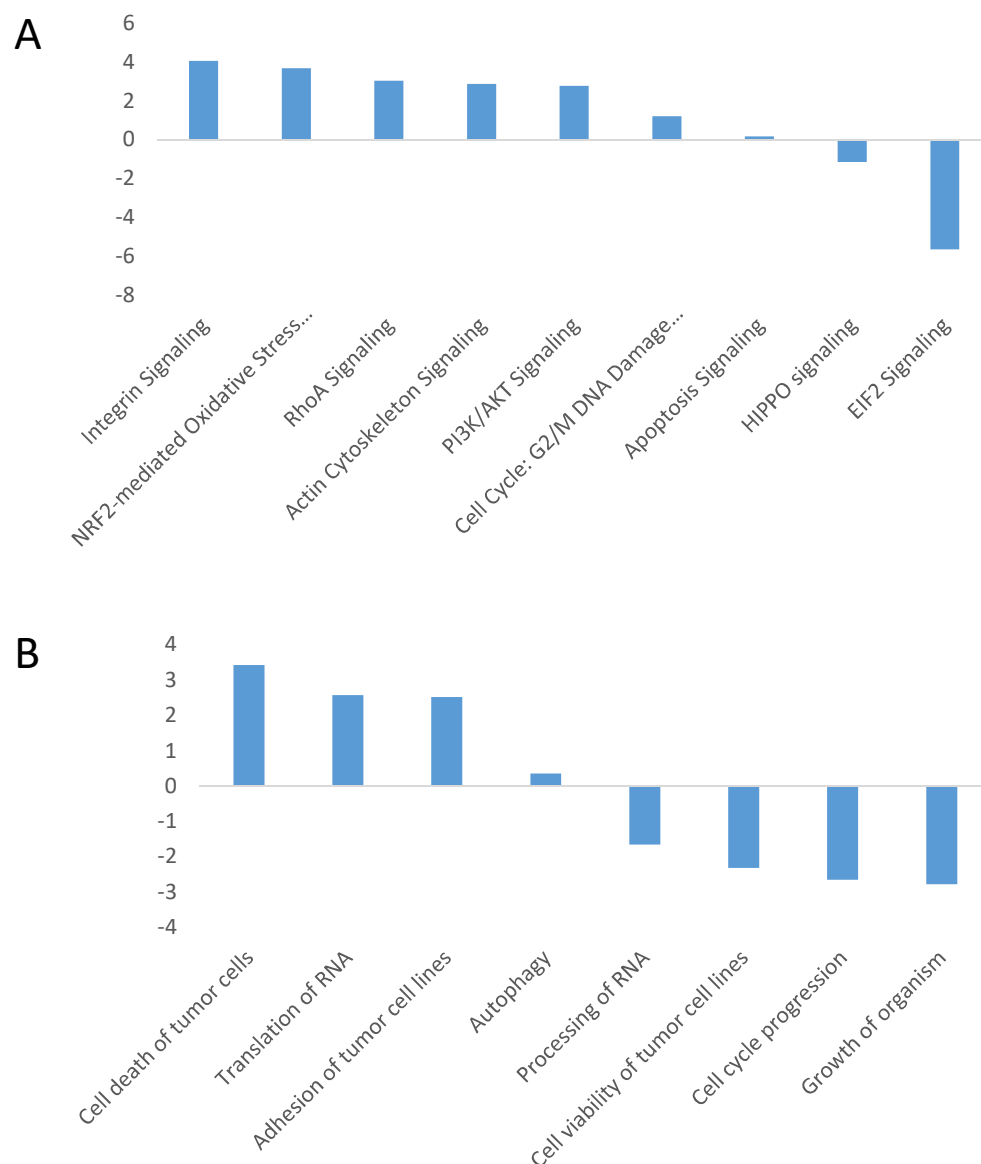 A
6
4
2
0
-2
-4
-6
-8
Integrin Signaling
NRF2-mediated Oxidative Stress...
RhoA Signaling
Actin Cytoskeleton Signaling
PI3K/AKT Signaling
Cell Cycle: G2/M DNA Damage...
Apoptosis Signaling
HIPPO signaling
EIF2 Signaling
B
4
3
2
1
0
-1
-2
-3
-4
Cell death of tumor cells
Translation of RNA
Adhesion of tumor cell lines
Autophagy
Processing of RNA
Cell viability of tumor cell lines
Cell cycle progression
Growth of organism